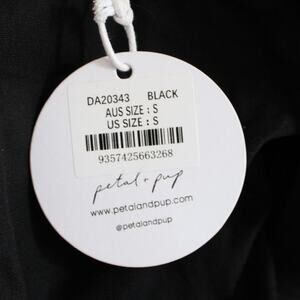 DA20343 BLACK
AUS SIZE : S
US SIZE : S
9357425663268
petal + pup
www.petalandpup.com
@petalandpup